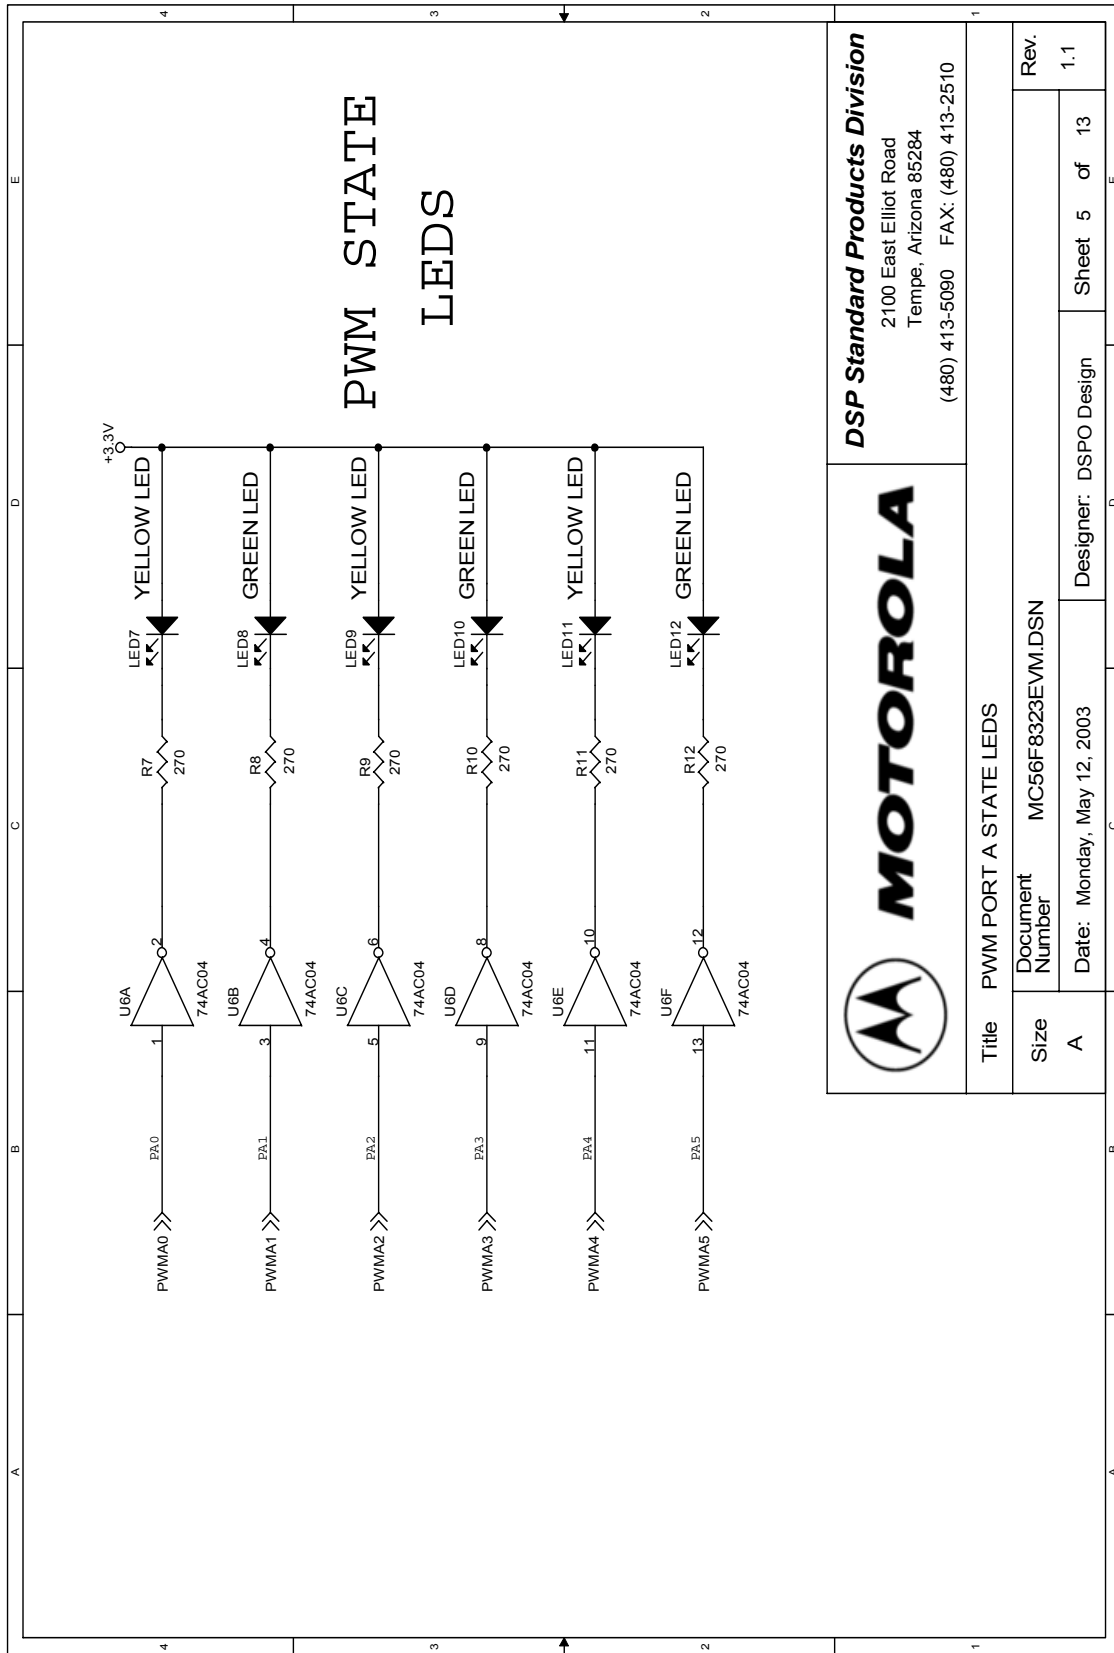 A
B
C
D
E
4
3
2
1
PWM STATE
LEDS
+3.3V
PWMA0
PA0
1
U6A
74AC04
2
R7
270
LED7
YELLOW LED
PWMA1
PA1
3
U6B
74AC04
4
R8
270
LED8
GREEN LED
PWMA2
PA2
5
U6C
74AC04
6
R9
270
LED9
YELLOW LED
PWMA3
PA3
9
U6D
74AC04
8
R10
270
LED10
GREEN LED
PWMA4
PA4
11
U6E
74AC04
10
R11
270
LED11
YELLOW LED
PWMA5
PA5
13
U6F
74AC04
12
R12
270
LED12
GREEN LED
MOTOROLA
DSP Standard Products Division
2100 East Elliot Road
Tempe, Arizona 85284
(480) 413-5090 FAX: (480) 413-2510
Title PWM PORT A STATE LEDS
Size
A
Document
Number
MC56F8323EVM.DSN
Rev.
1.1
Date: Monday, May 12, 2003
Designer: DSPO Design
Sheet 5 of 13
4
3
2
1
A
B
C
D
E